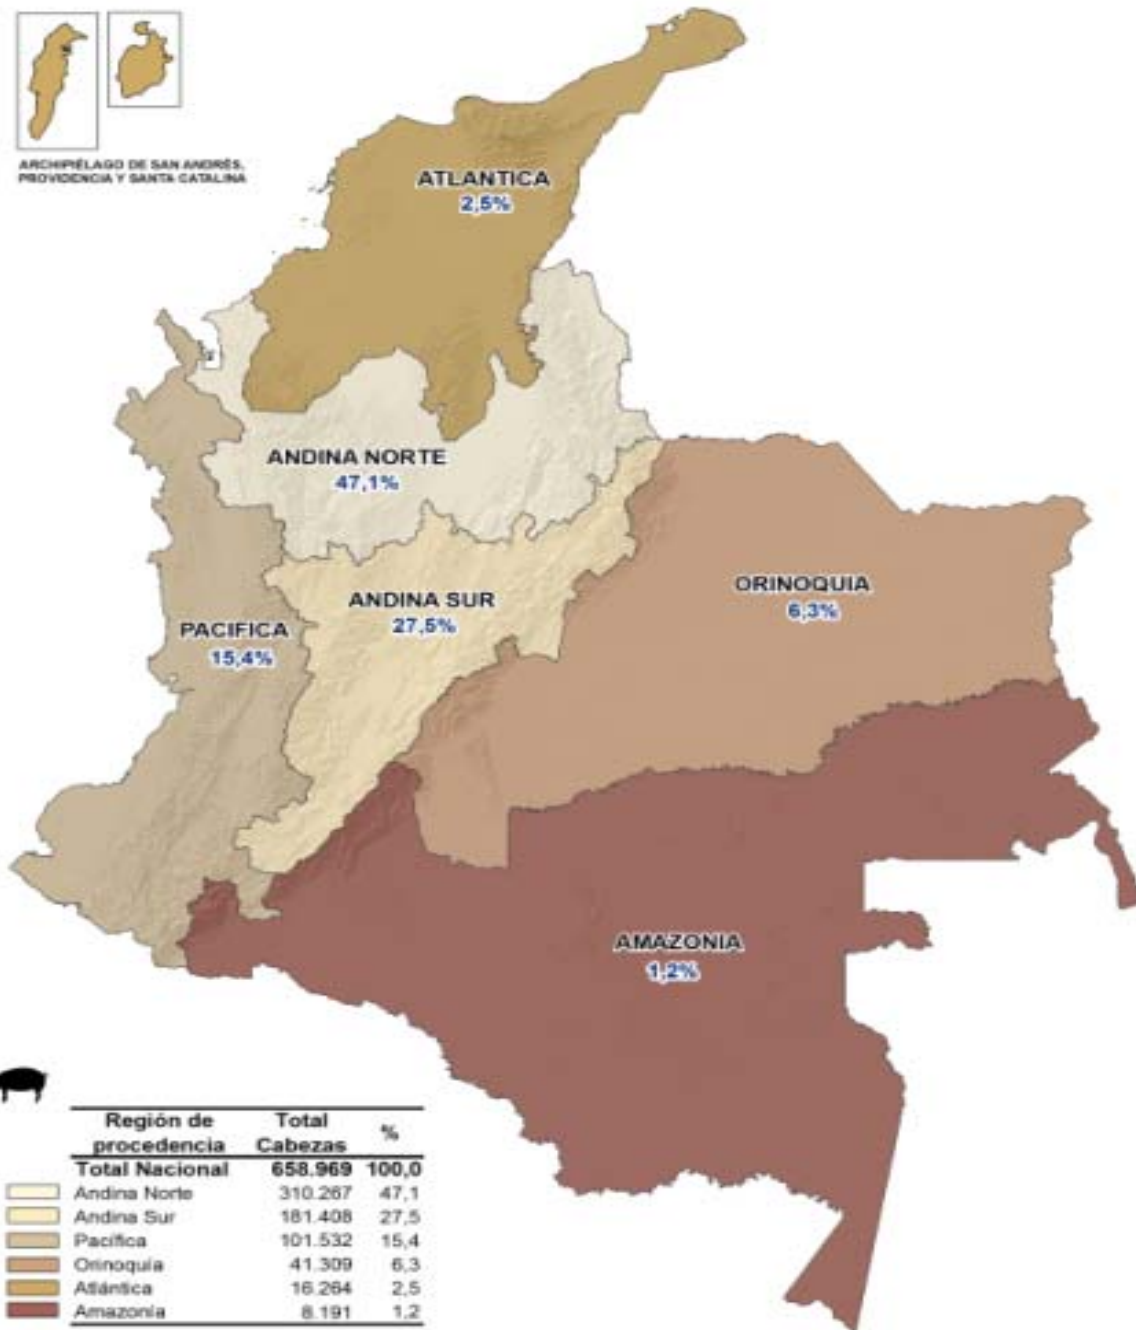 ARCHIPIÉLAGO DE SAN ANDRÉS,
PROVIDENCIA Y SANTA CATALINA
ATLANTICA
2,5%
ANDINA NORTE
47,1%
ANDINA SUR
27,5%
ORINOQUIA
6,3%
PACIFICA
15,4%
AMAZONIA
1,2%
Región de procedencia Total Cabezas %
Total Nacional 658.969 100,0
Andina Norte 310.267 47,1
Andina Sur 181.408 27,5
Pacífica 101.532 15,4
Orinoquía 41.309 6,3
Atlántica 16.264 2,5
Amazonía 8.191 1,2